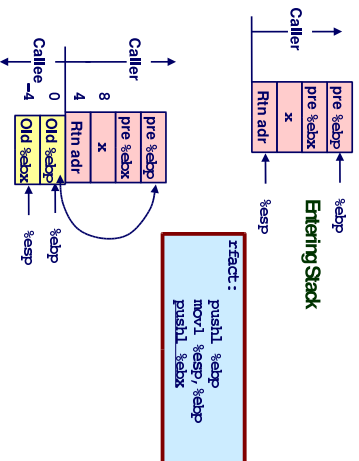 Entering Stack
Caller
pre %ebp
pre %ebx
x
Rtn adr
%ebp
%esp
rfact:
pushl %ebp
movl %esp,%ebp
pushl %ebx
Caller
Callee
8
4
0
-4
pre %ebp
pre %ebx
x
Rtn adr
Old %ebp
Old %ebx
%ebp
%esp